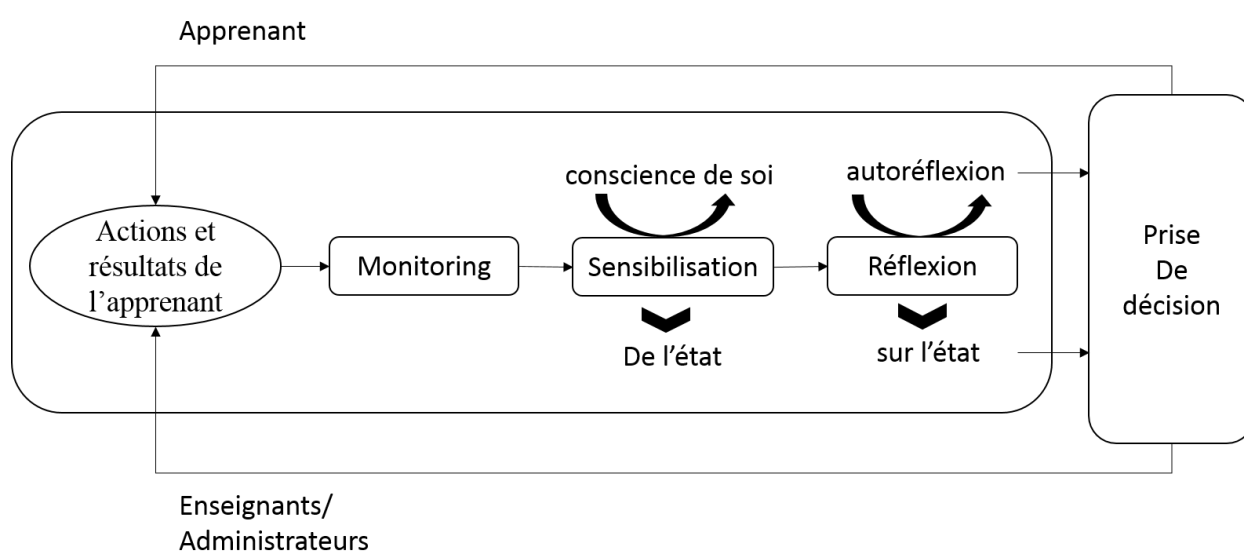 Apprenant
conscience de soi
autoréflexion
Actions et
résultats de
l’apprenant
Monitoring
Sensibilisation
Réflexion
Prise
De
décision
De l’état
sur l’état
Enseignants/
Administrateurs